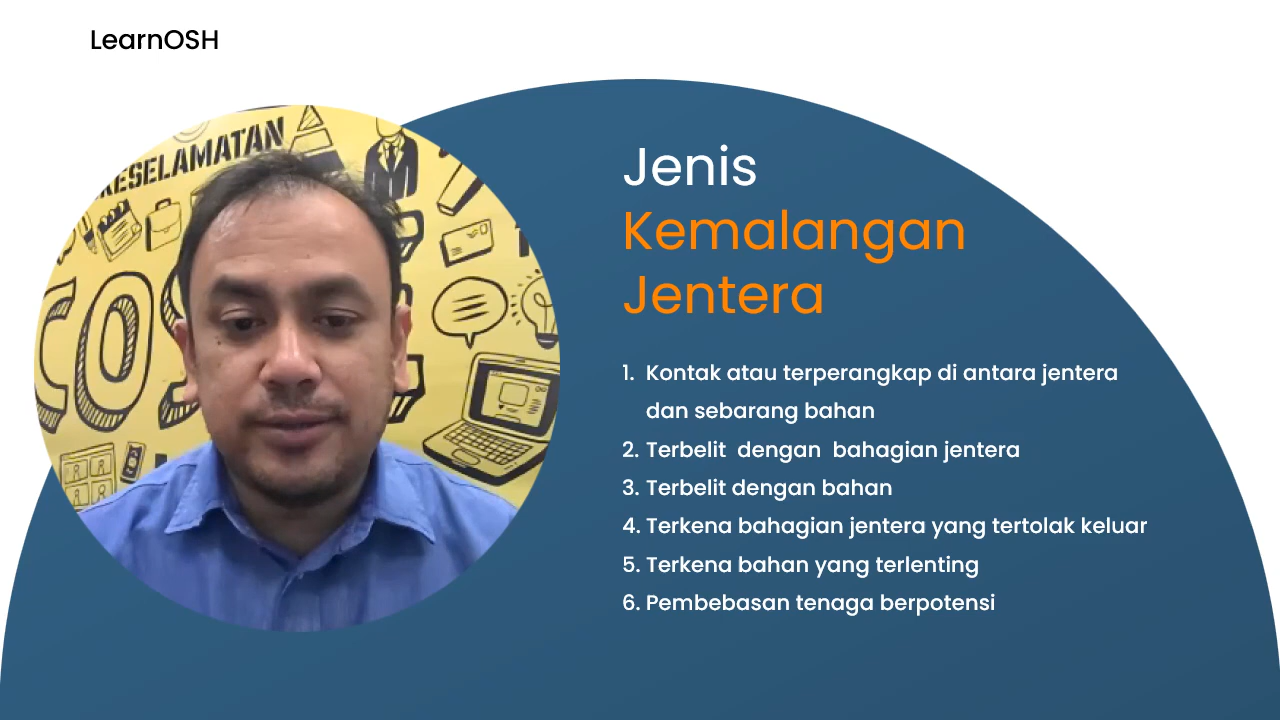 LearnOSH
KESELAMATAN
COS
Jenis
Kemalangan
Jentera
1. Kontak atau terperangkap di antara jentera
dan sebarang bahan
2. Terbelit dengan bahagian jentera
3. Terbelit dengan bahan
4. Terkena bahagian jentera yang tertolak keluar
5. Terkena bahan yang terlenting
6. Pembebasan tenaga berpotensi